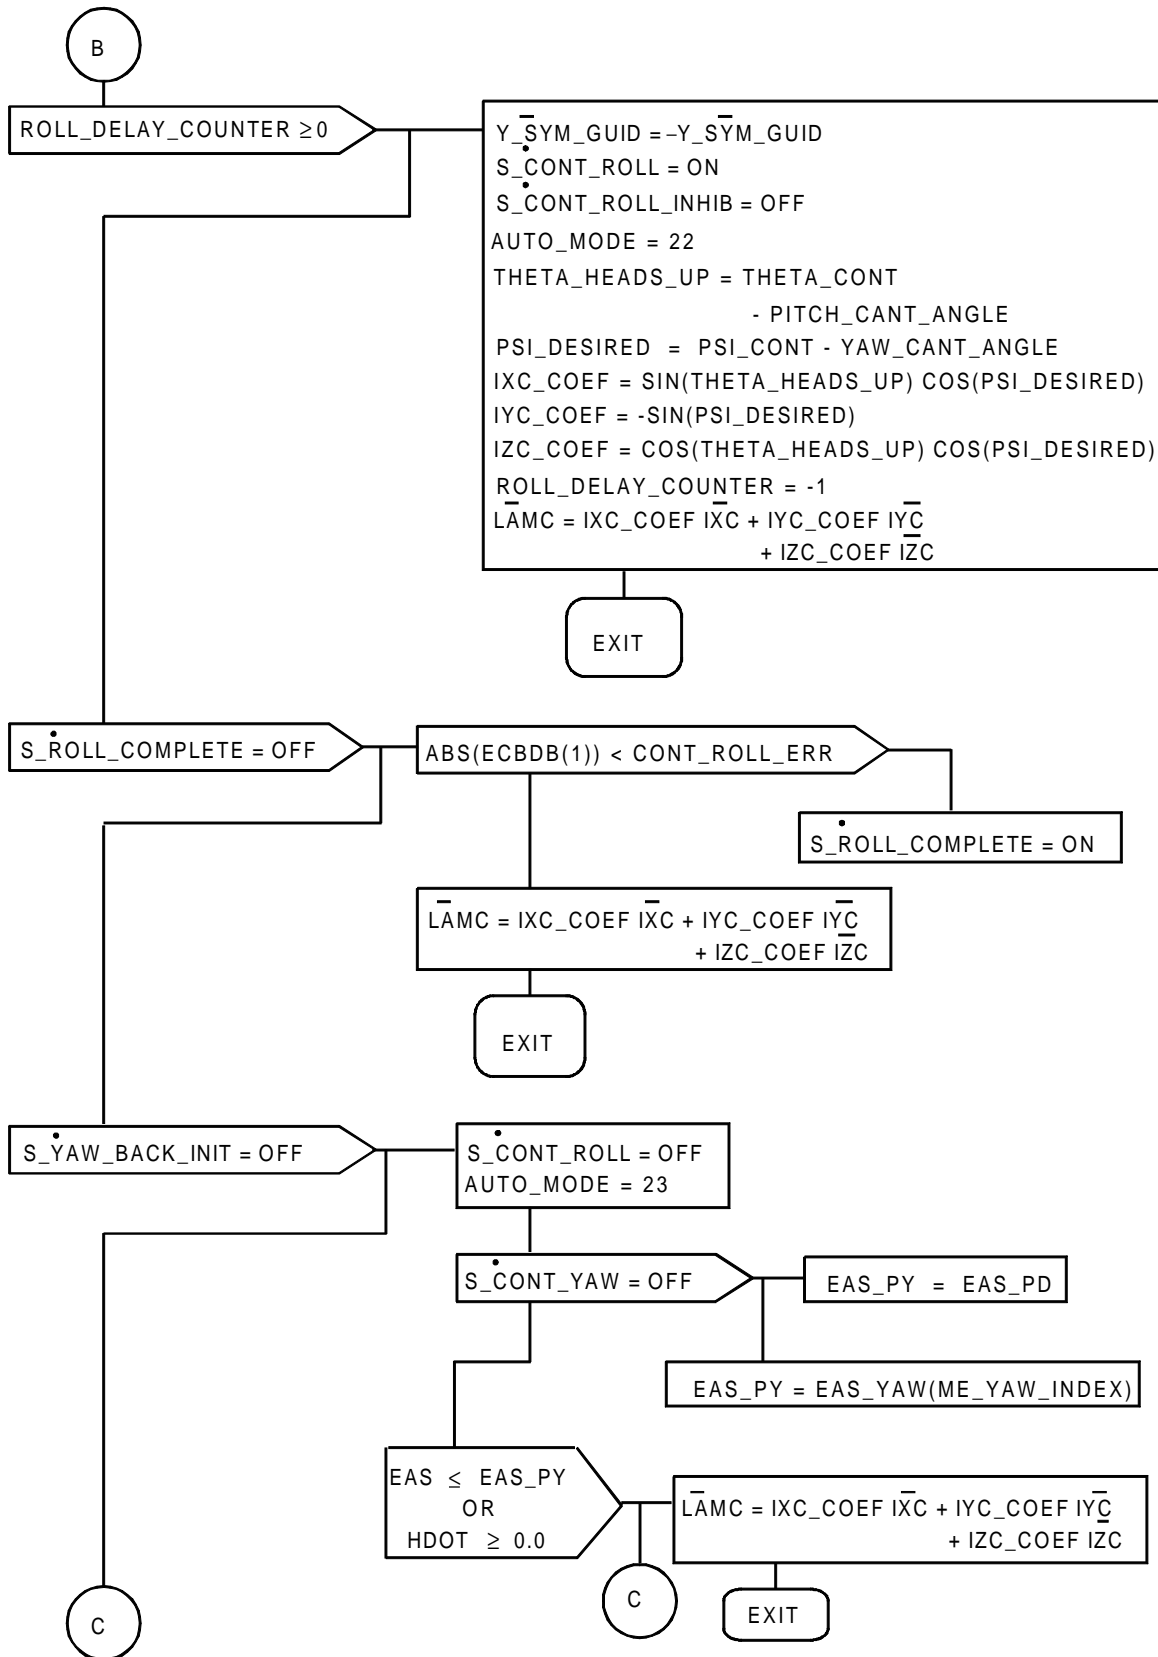 B
ROLL_DELAY_COUNTER ≥0
Y_SYM_GUID = –Y_SYM_GUID
S_CONT_ROLL = ON
S_CONT_ROLL_INHIB = OFF
AUTO_MODE = 22
THETA_HEADS_UP = THETA_CONT
- PITCH_CANT_ANGLE
PSI_DESIRED = PSI_CONT - YAW_CANT_ANGLE
IXC_COEF = SIN(THETA_HEADS_UP) COS(PSI_DESIRED)
IYC_COEF = -SIN(PSI_DESIRED)
IZC_COEF = COS(THETA_HEADS_UP) COS(PSI_DESIRED)
ROLL_DELAY_COUNTER = -1
LAMC = IXC_COEF IXC + IYC_COEF IYC
+ IZC_COEF IZC
EXIT
S_ROLL_COMPLETE = OFF
ABS(ECBDB(1)) < CONT_ROLL_ERR
S_ROLL_COMPLETE = ON
LAMC = IXC_COEF IXC + IYC_COEF IYC
+ IZC_COEF IZC
EXIT
S_YAW_BACK_INIT = OFF
S_CONT_ROLL = OFF
AUTO_MODE = 23
S_CONT_YAW = OFF
EAS_PY = EAS_PD
EAS_PY = EAS_YAW(ME_YAW_INDEX)
EAS ≤ EAS_PY
OR
HDOT ≥ 0.0
LAMC = IXC_COEF IXC + IYC_COEF IYC
+ IZC_COEF IZC
C
EXIT
C